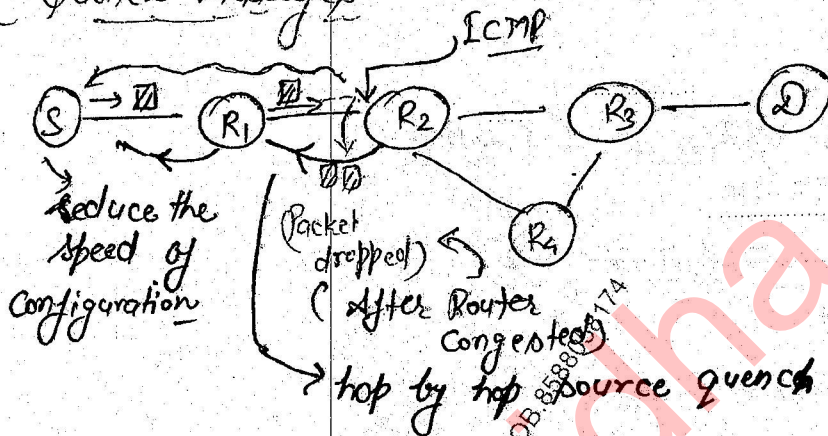 ICMP
S
R1
R2
R3
D
R4
Reduce the
speed of
Configuration
(Packet
dropped)
( After Router
Congested)
hop by hop source quench